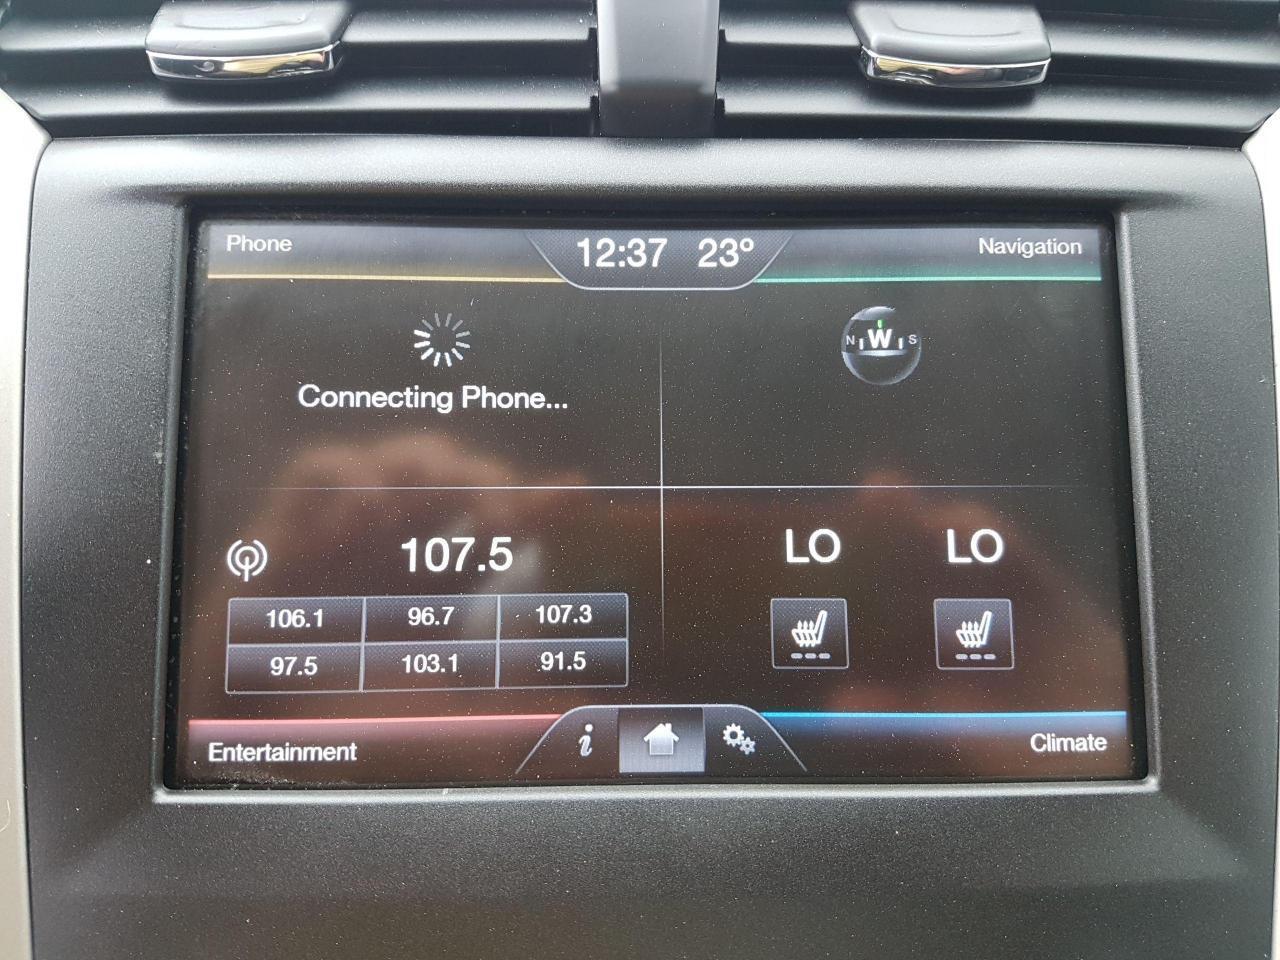 Phone
12:37 23°
Navigation
Connecting Phone...
N W S
107.5
106.1 96.7 107.3
97.5 103.1 91.5
LO LO
Entertainment
i
Climate